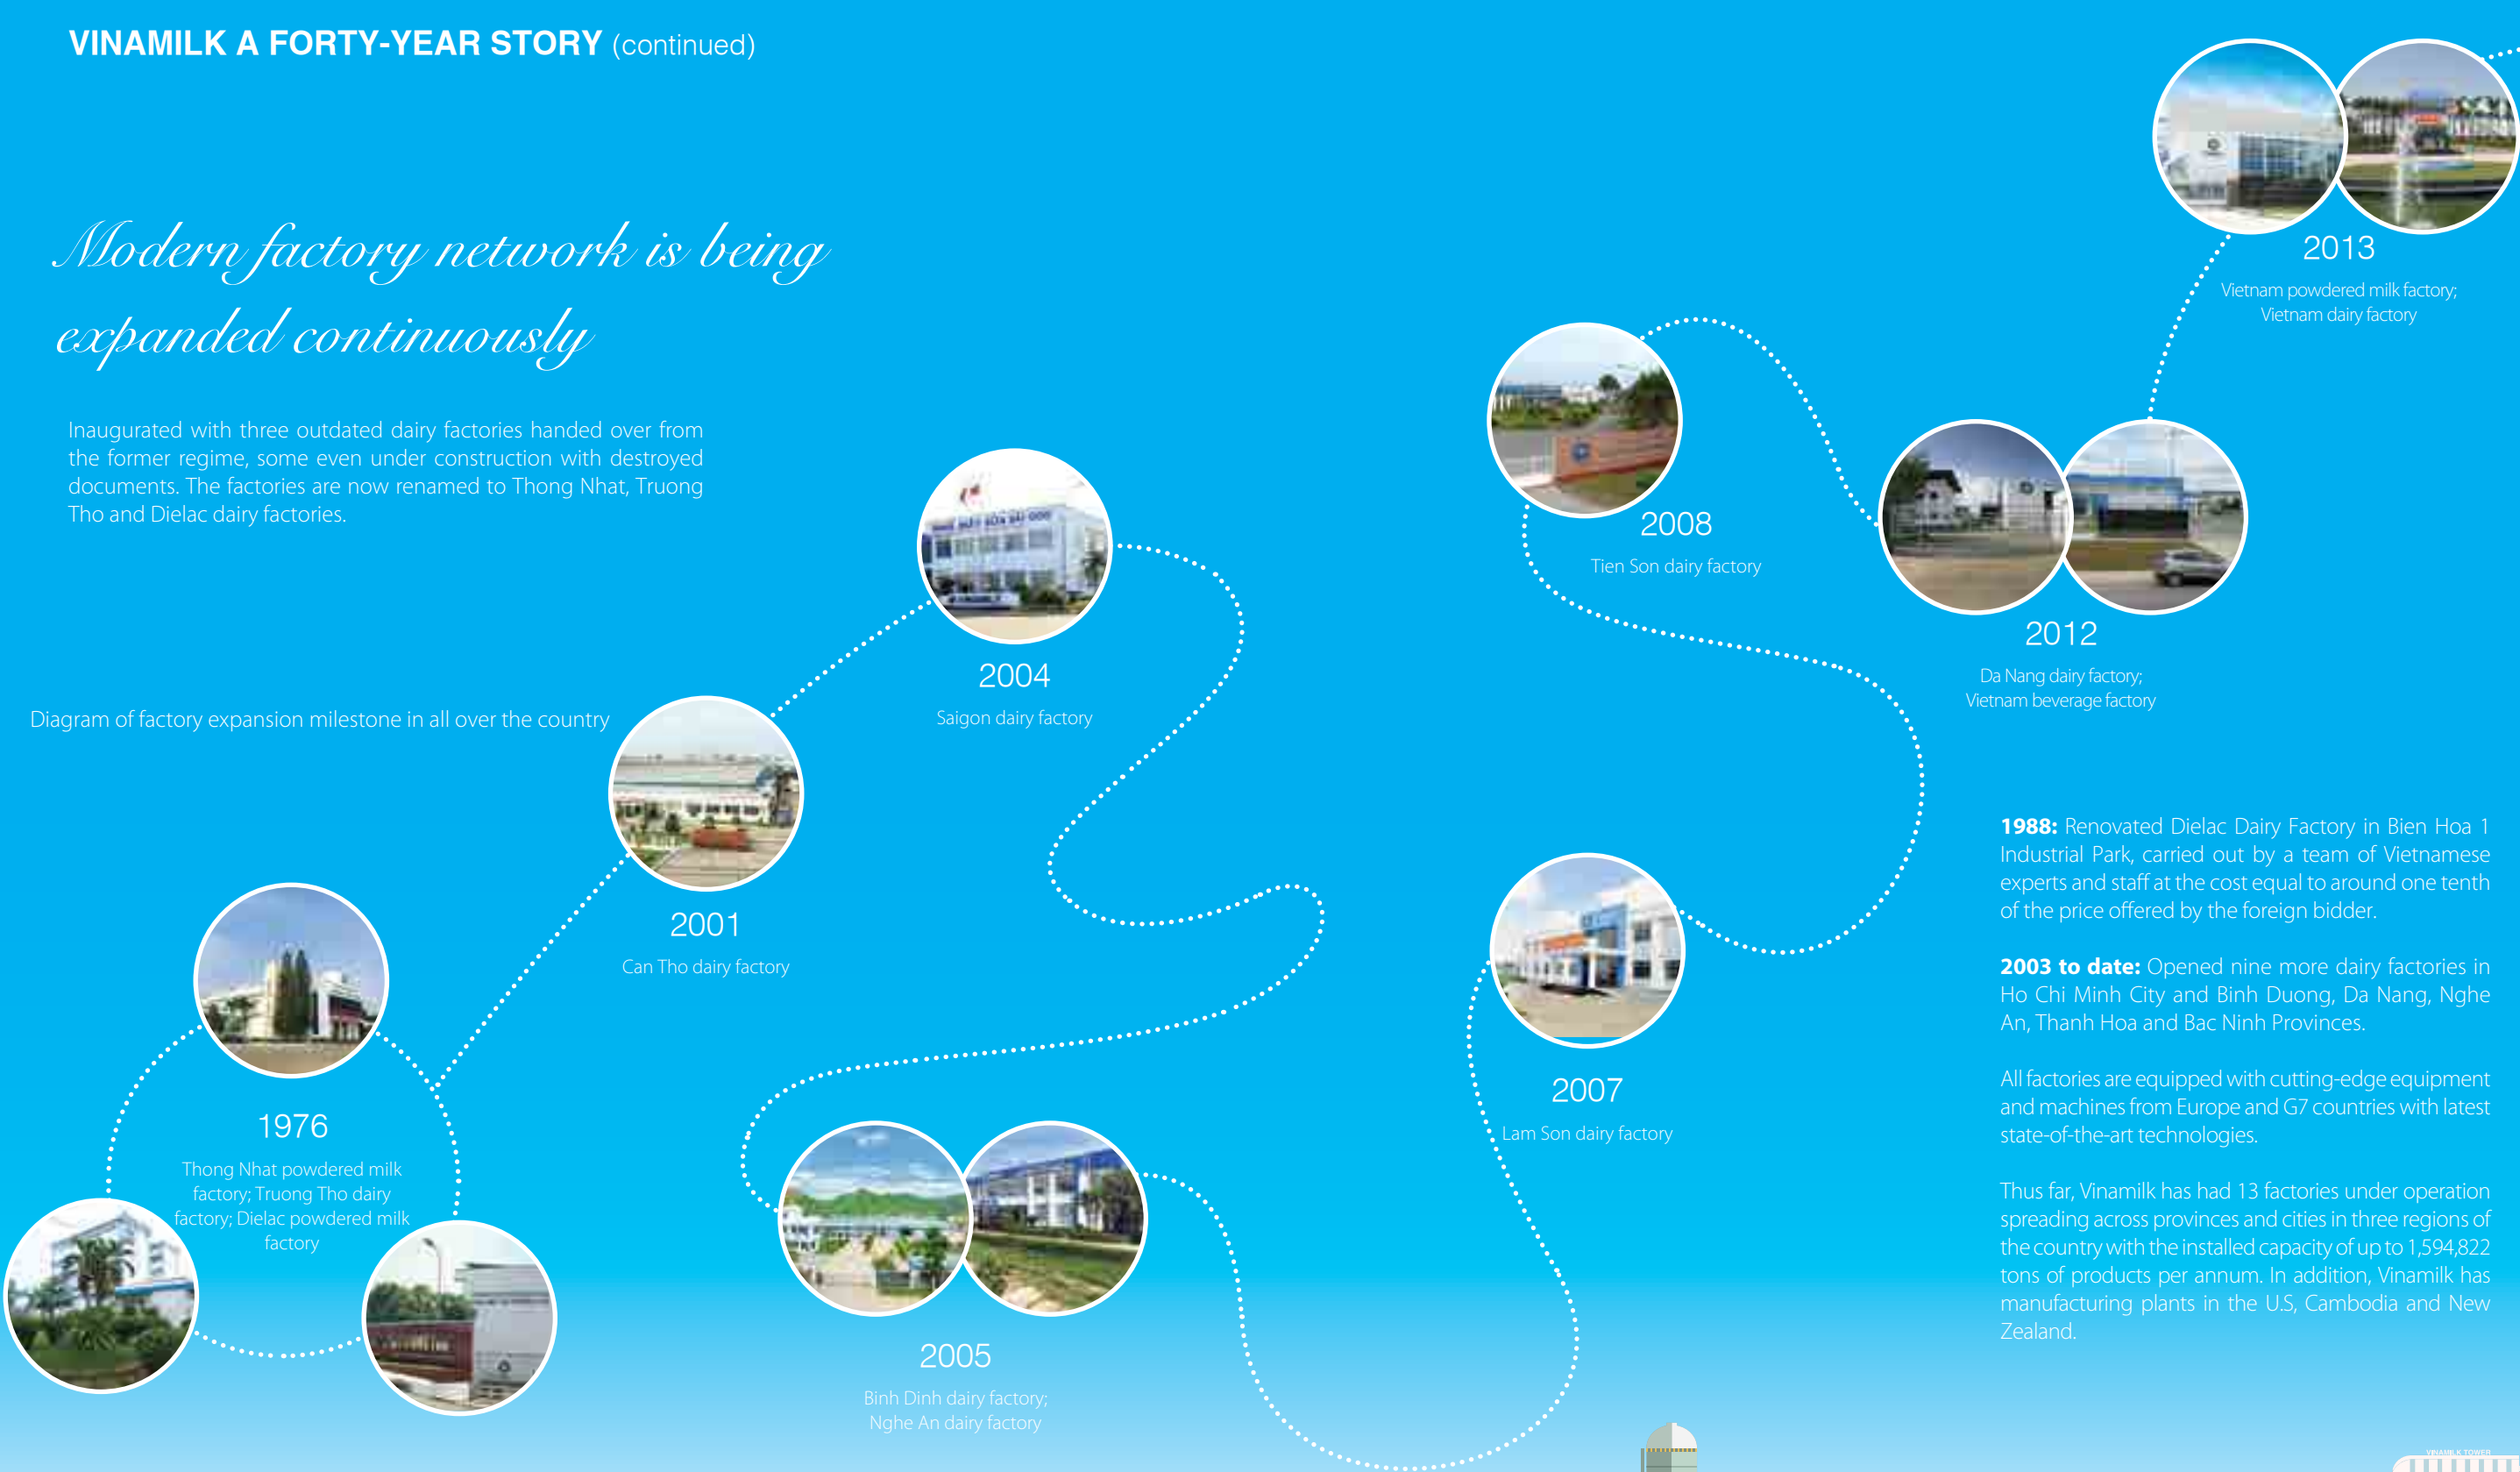 VINAMILK A FORTY-YEAR STORY (continued)
Modern factory network is being
expanded continuously
Inaugurated with three outdated dairy factories handed over from
the former regime, some even under construction with destroyed
documents. The factories are now renamed to Thong Nhat, Truong
Tho and Dielac dairy factories.
Diagram of factory expansion milestone in all over the country
1976
Thong Nhat powdered milk
factory; Truong Tho dairy
factory; Dielac powdered milk
factory
2001
Can Tho dairy factory
2004
Saigon dairy factory
2005
Binh Dinh dairy factory;
Nghe An dairy factory
2007
Lam Son dairy factory
2008
Tien Son dairy factory
2012
Da Nang dairy factory;
Vietnam beverage factory
2013
Vietnam powdered milk factory;
Vietnam dairy factory
1988: Renovated Dielac Dairy Factory in Bien Hoa 1
Industrial Park, carried out by a team of Vietnamese
experts and staff at the cost equal to around one tenth
of the price offered by the foreign bidder.
2003 to date: Opened nine more dairy factories in
Ho Chi Minh City and Binh Duong, Da Nang, Nghe
An, Thanh Hoa and Bac Ninh Provinces.
All factories are equipped with cutting-edge equipment
and machines from Europe and G7 countries with latest
state-of-the-art technologies.
Thus far, Vinamilk has had 13 factories under operation
spreading across provinces and cities in three regions of
the country with the installed capacity of up to 1,594,822
tons of products per annum. In addition, Vinamilk has
manufacturing plants in the U.S, Cambodia and New
Zealand.
VINAMILK TOWER